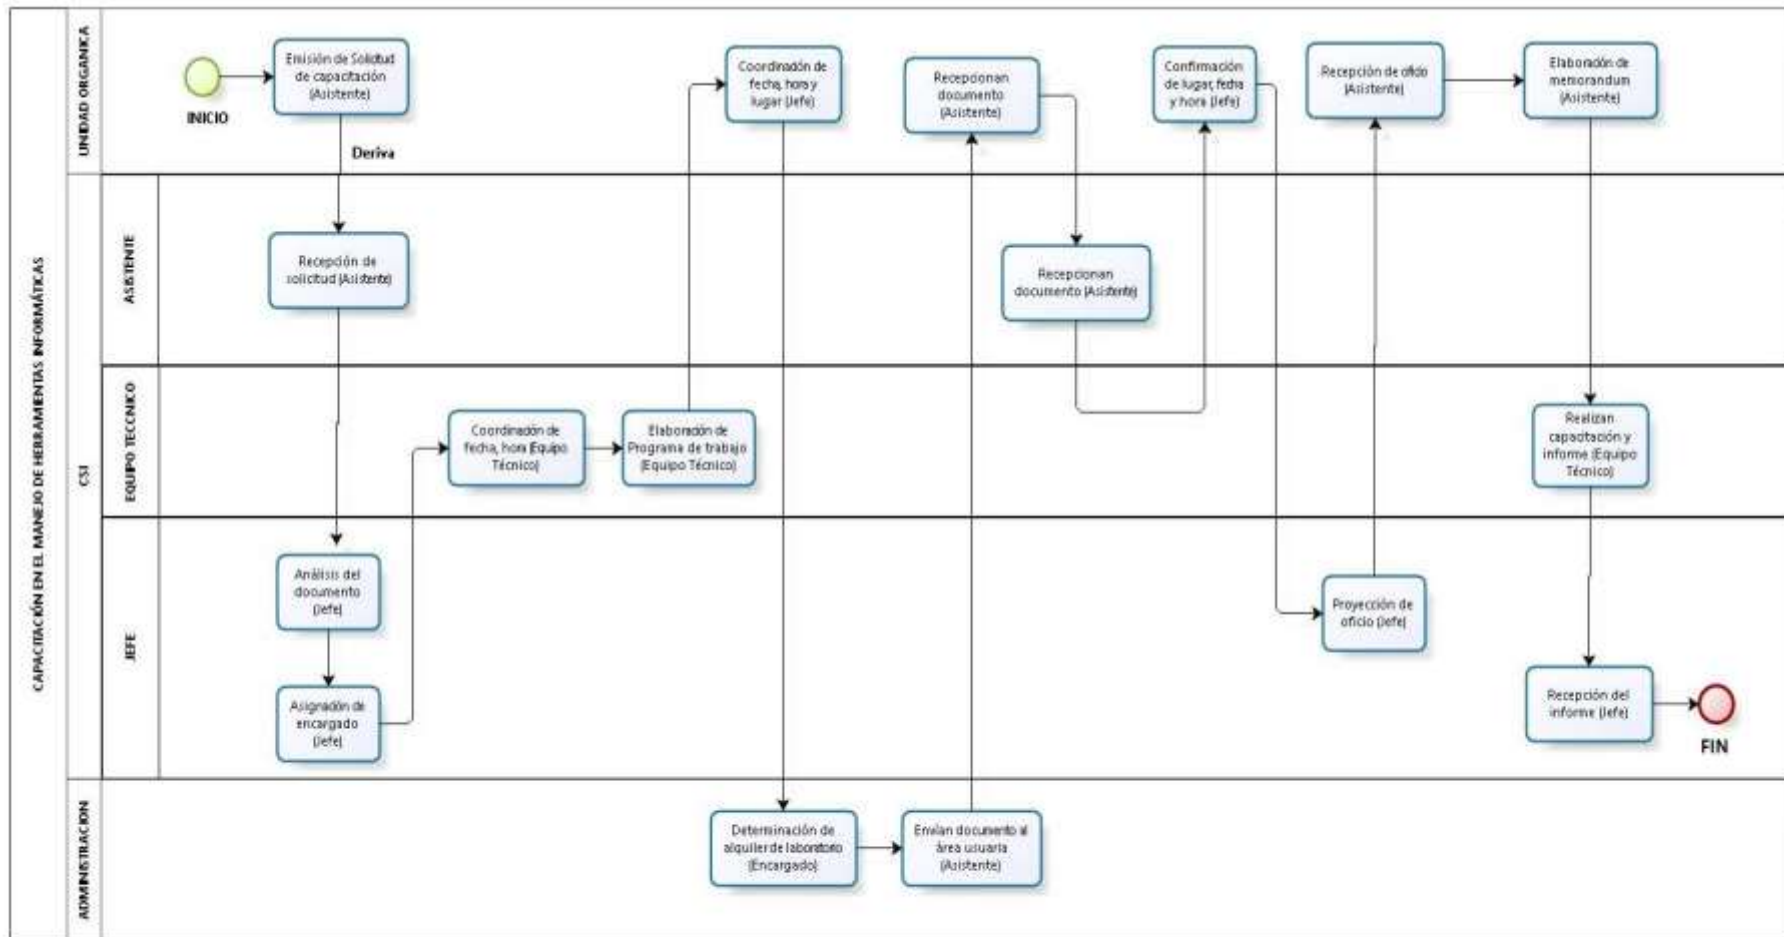 CAPACITACIÓN EN EL MANEJO DE HERRAMIENTAS INFORMÁTICAS
UNIDAD ORGANICA
INICIO
Emisión de Solicitud
de capacitación
(Asistente)
Deriva
Coordinación de
fecha, hora y
lugar (Jefe)
Recepcionan
documento
(Asistente)
Confirmación
de lugar, fecha
y hora (Jefe)
Recepción de oficio
(Asistente)
Elaboración de
memorandum
(Asistente)
CSI
ASISTENTE
Recepción de
solicitud (Asistente)
Recepcionan
documento (Asistente)
EQUIPO TECCNICO
Coordinación de
fecha, hora (Equipo
Técnico)
Elaboración de
Programa de trabajo
(Equipo Técnico)
Realizan
capacitación y
informe (Equipo
Técnico)
JEFE
Análisis del
documento
(Jefe)
Asignación de
encargado
(Jefe)
Proyección de
oficio (Jefe)
Recepción del
informe (Jefe)
FIN
ADMINISTRACION
Determinación de
alquiler de laboratorio
(Encargado)
Envían documento al
área usuaria
(Asistente)